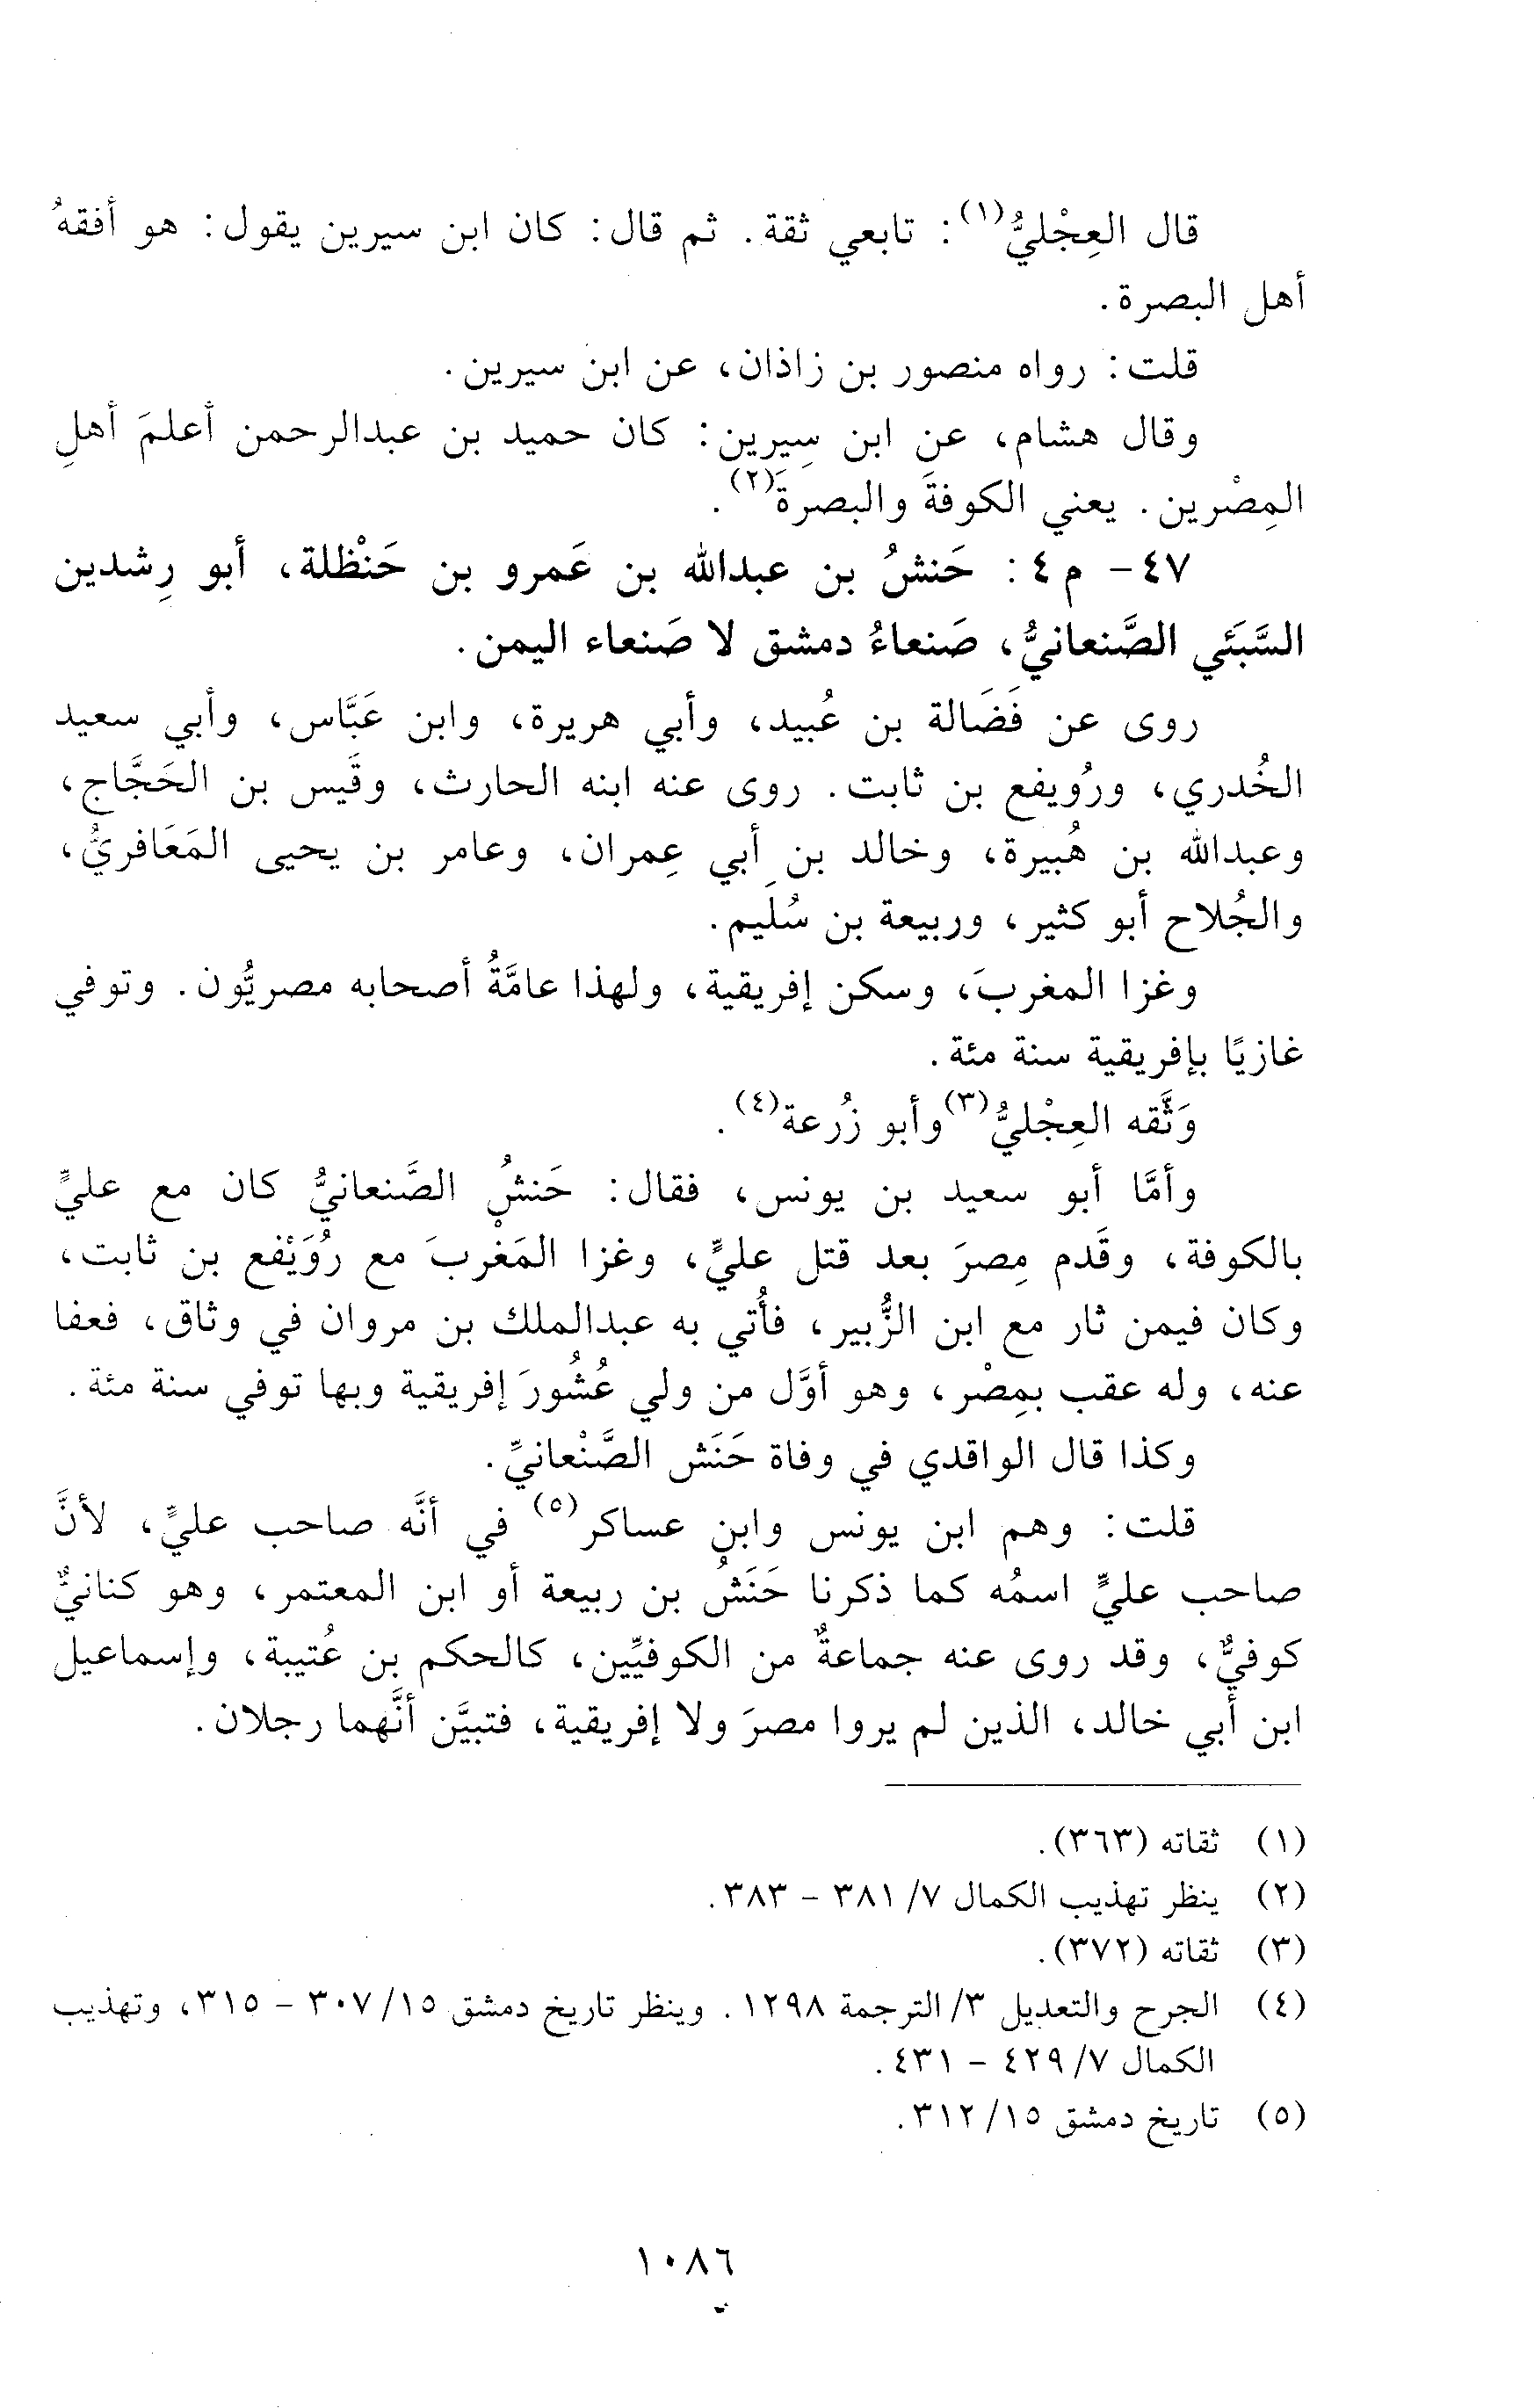 قال العِجْليُّ(١): تابعي ثقة. ثم قال: كان ابن سيرين يقول: هو أفقهُ
أهل البصرة.
قلت: رواه منصور بن زاذان، عن ابن سيرين.
وقال هشام، عن ابن سِيرِين: كان حميد بن عبدالرحمن أعلمَ أهلِ
المِصْرين. يعني الكوفةَ والبصرةَ(٢).
٤٧- م٤: حَنشُ بن عبدالله بن عَمرو بن حَنْظلة، أبو رِشدين
السَّبَئي الصَّنعانيُّ، صَنعاءُ دمشق لا صَنعاء اليمن.
روى عن فَضَالة بن عُبيد، وأبي هريرة، وابن عَبَّاس، وأبي سعيد
الخُدري، ورُويفع بن ثابت. روى عنه ابنه الحارث، وقَيس بن الحَجَّاج،
وعبدالله بن هُبيرة، وخالد بن أبي عِمران، وعامر بن يحيى المَعَافريُّ،
والجُلاح أبو كثير، وربيعة بن سُلَيم.
وغزا المغربَ، وسكن إفريقية، ولهذا عامَّةُ أصحابه مصريُّون. وتوفي
غازيًا بإفريقية سنة مئة.
وَثَّقه العِجْليُّ(٣) وأبو زُرعة(٤).
وأمَّا أبو سعيد بن يونس، فقال: حَنشُ الصَّنعانيُّ كان مع عليٍّ
بالكوفة، وقَدم مِصرَ بعد قتل عليٍّ، وغزا المَغْربَ مع رُوَيْفع بن ثابت،
وكان فيمن ثار مع ابن الزُّبير، فأُتي به عبدالملك بن مروان في وثاق، فعفا
عنه، وله عقب بمِصْر، وهو أوَّل من ولي عُشُورَ إفريقية وبها توفي سنة مئة.
وكذا قال الواقدي في وفاة حَنَش الصَّنْعانيِّ.
قلت: وهم ابن يونس وابن عساكر(٥) في أنَّه صاحب عليٍّ، لأنَّ
صاحب عليٍّ اسمُه كما ذكرنا حَنَشُ بن ربيعة أو ابن المعتمر، وهو كنانيٌّ
كوفيٌّ، وقد روى عنه جماعةٌ من الكوفيِّين، كالحكم بن عُتيبة، وإسماعيل
ابن أبي خالد، الذين لم يروا مصرَ ولا إفريقية، فتبيَّن أنَّهما رجلان.
(١) ثقاته (٣٦٣).
(٢) ينظر تهذيب الكمال ٧/ ٣٨١ - ٣٨٣.
(٣) ثقاته (٣٧٢).
(٤) الجرح والتعديل ٣/ الترجمة ١٢٩٨. وينظر تاريخ دمشق ١٥/ ٣٠٧ - ٣١٥، وتهذيب
الكمال ٧/ ٤٢٩ - ٤٣١.
(٥) تاريخ دمشق ١٥/ ٣١٢.
١٠٨٦